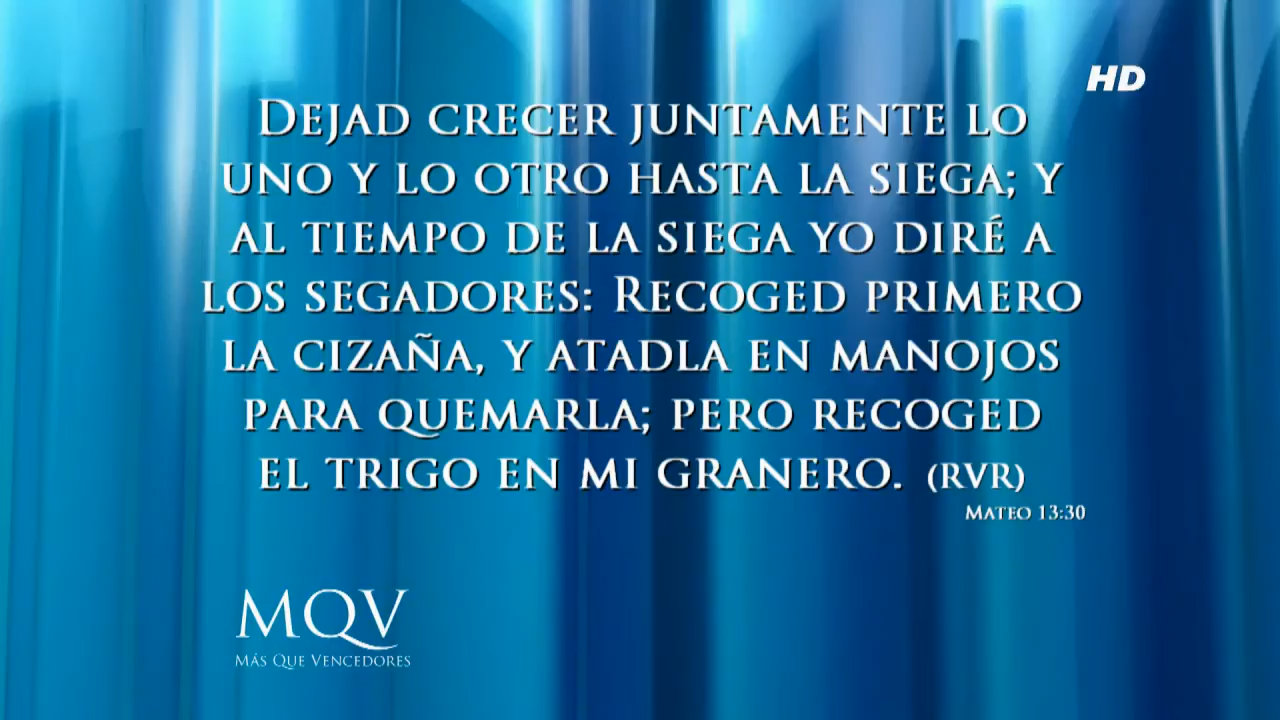 HD
Dejad crecer juntamente lo
uno y lo otro hasta la siega; y
al tiempo de la siega yo diré a
los segadores: Recoged primero
la cizaña, y atadla en manojos
para quemarla; pero recoged
el trigo en mi granero. (RVR)
Mateo 13:30
MQV
Más Que Vencedores